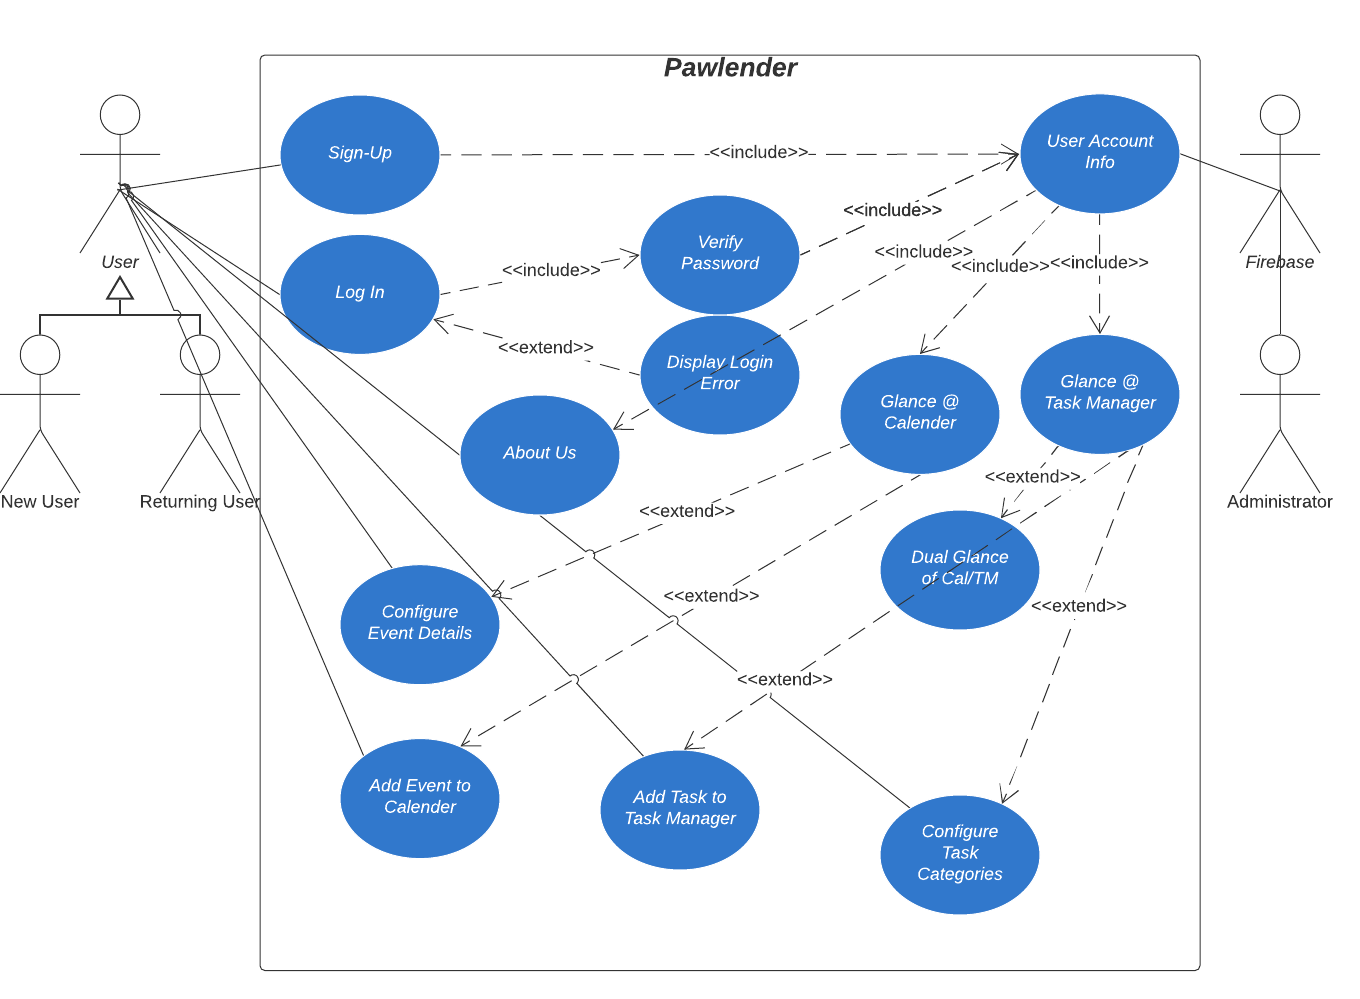 Pawlender
Sign-Up
<<include>>
User Account
Info
<<include>>
Verify
Password
<<include>>
<<include>>
<<include>>
<<include>>
User
Firebase
Log In
<<extend>>
Display Login
Error
Glance @
Calender
Glance @
Task Manager
About Us
<<extend>>
New User
Returning User
Administrator
<<extend>>
Dual Glance
of Cal/TM
<<extend>>
<<extend>>
Configure
Event Details
<<extend>>
Add Event to
Calender
Add Task to
Task Manager
Configure
Task
Categories